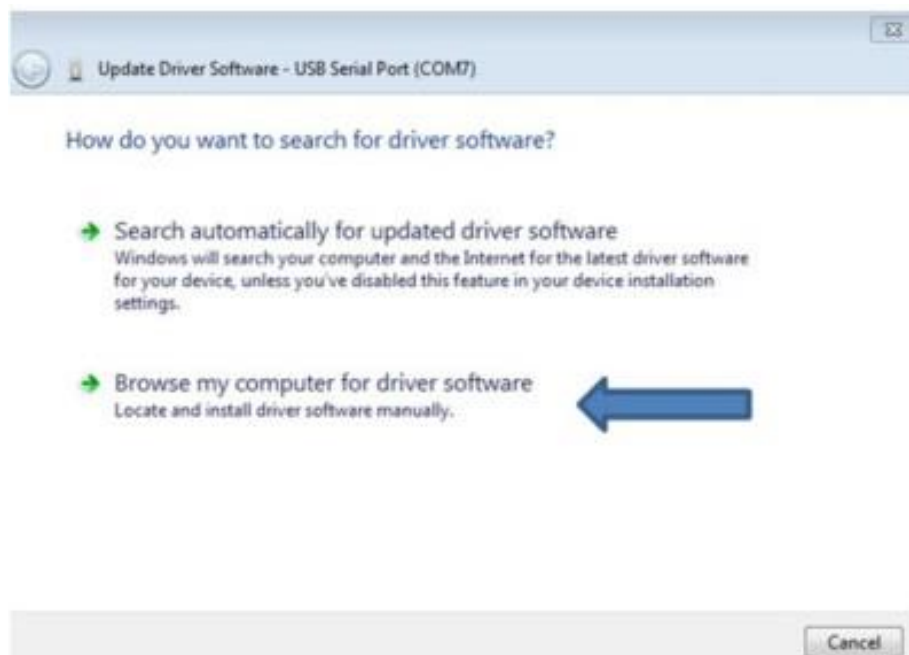 Update Driver Software - USB Serial Port (COM7)
How do you want to search for driver software?
Search automatically for updated driver software
Windows will search your computer and the Internet for the latest driver software
for your device, unless you've disabled this feature in your device installation
settings.
Browse my computer for driver software
Locate and install driver software manually.
Cancel